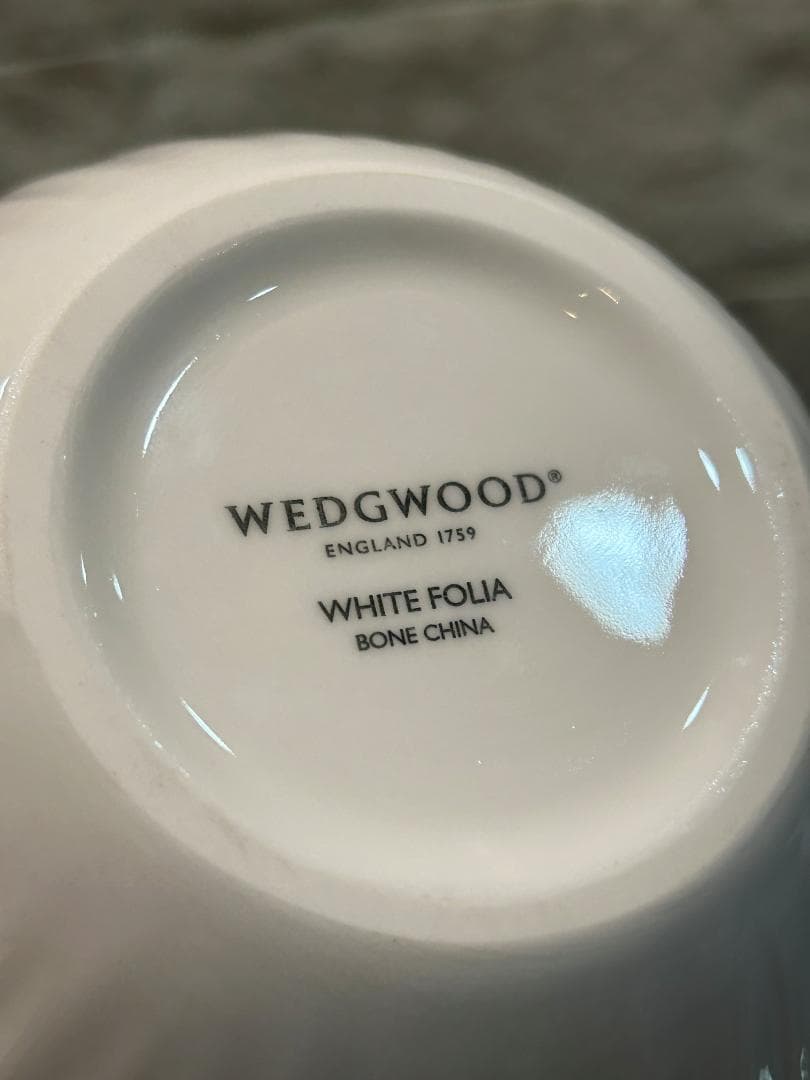 WEDGWOOD®
ENGLAND 1759
WHITE FOLIA
BONE CHINA